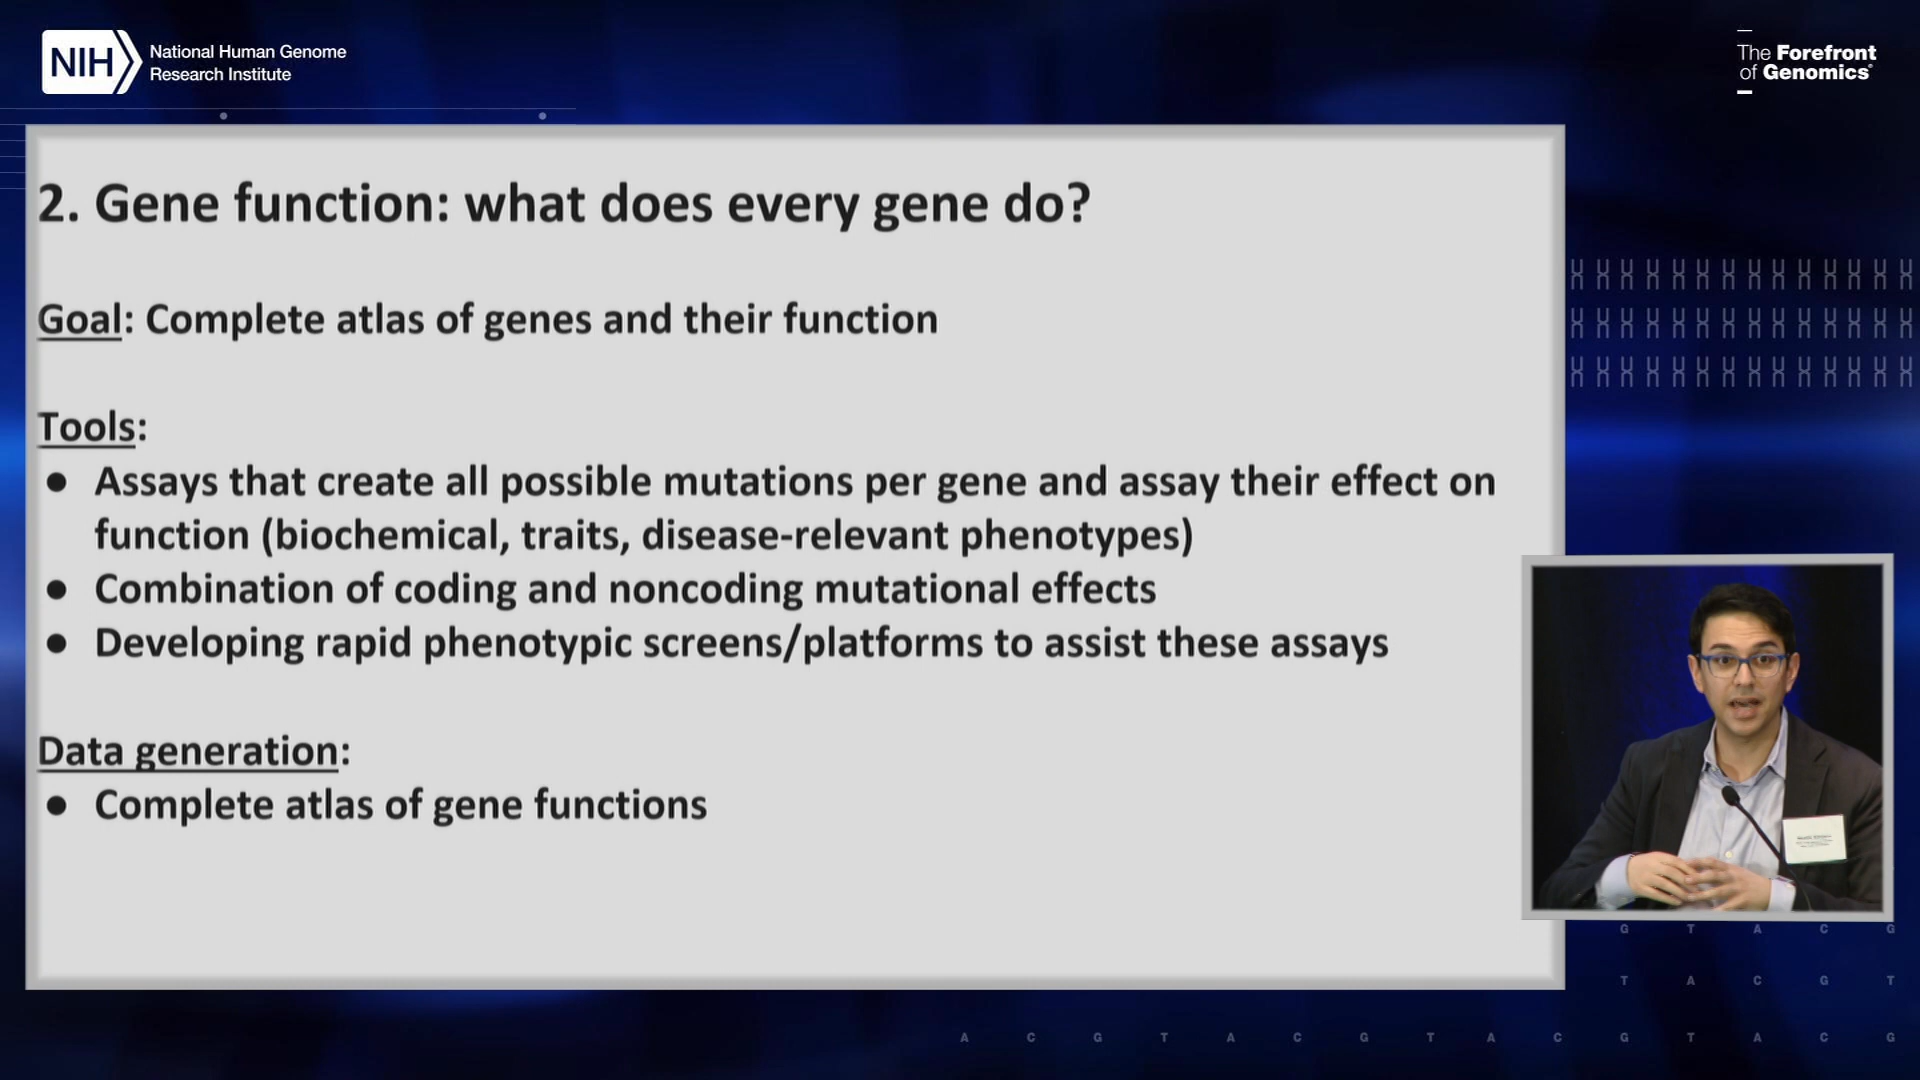 NIH National Human Genome
Research Institute
The Forefront
of Genomics®
2. Gene function: what does every gene do?
Goal: Complete atlas of genes and their function
Tools:
● Assays that create all possible mutations per gene and assay their effect on
function (biochemical, traits, disease-relevant phenotypes)
● Combination of coding and noncoding mutational effects
● Developing rapid phenotypic screens/platforms to assist these assays
Data generation:
● Complete atlas of gene functions
G T A C G
T A C G T
A C G T A C G T A C G T A C G